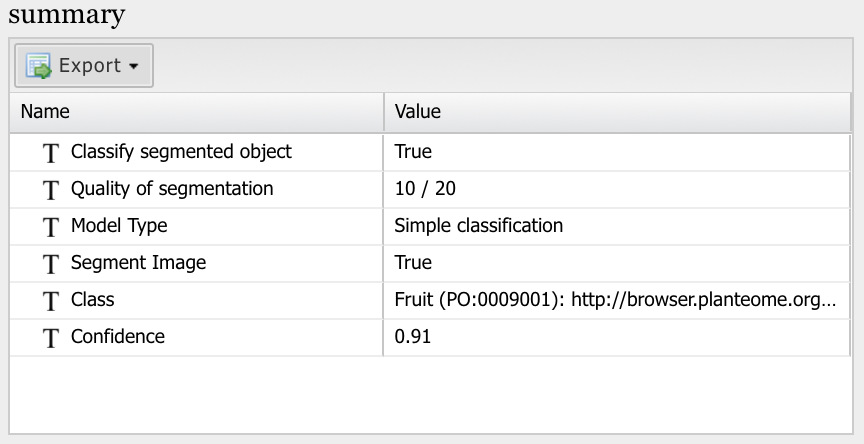 summary
Export
Name Value
T Classify segmented object True
T Quality of segmentation 10 / 20
T Model Type Simple classification
T Segment Image True
T Class Fruit (PO:0009001): http://browser.planteome.org...
T Confidence 0.91